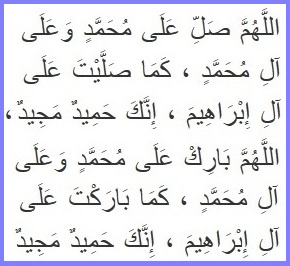 اللَّهُمَّ صَلِّ عَلَى مُحَمَّدٍ وَعَلَى
آلِ مُحَمَّدٍ ، كَمَا صَلَّيْتَ عَلَى
آلِ إِبْرَاهِيمَ ، إِنَّكَ حَمِيدٌ مَجِيدٌ ،
اللَّهُمَّ بَارِكْ عَلَى مُحَمَّدٍ وَعَلَى
آلِ مُحَمَّدٍ ، كَمَا بَارَكْتَ عَلَى
آلِ إِبْرَاهِيمَ ، إِنَّكَ حَمِيدٌ مَجِيدٌ